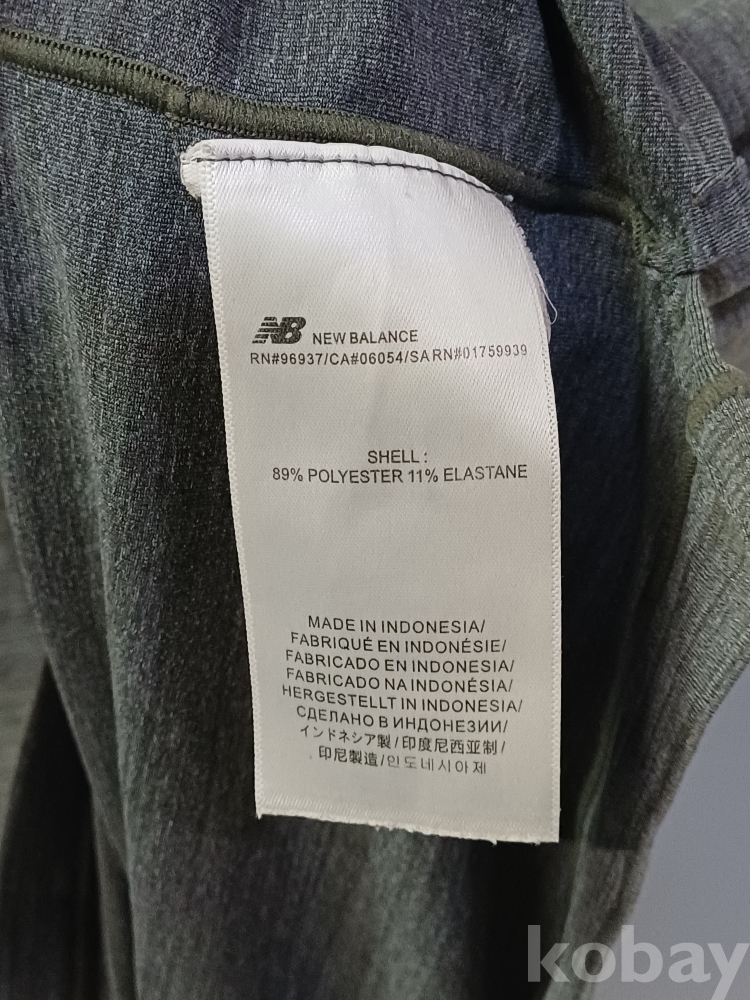 NB NEW BALANCE
RN#96937/CA#06054/SARN#01759939
SHELL :
89% POLYESTER 11% ELASTANE
MADE IN INDONESIA/
FABRIQUÉ EN INDONÉSIE/
FABRICADO EN INDONESIA/
FABRICADO NA INDONÉSIA/
HERGESTELLT IN INDONESIA/
СДЕЛАНО В ИНДОНЕЗИИ/
インドネシア製/印度尼西亚制/
印尼製造/인도네시아제
kobay